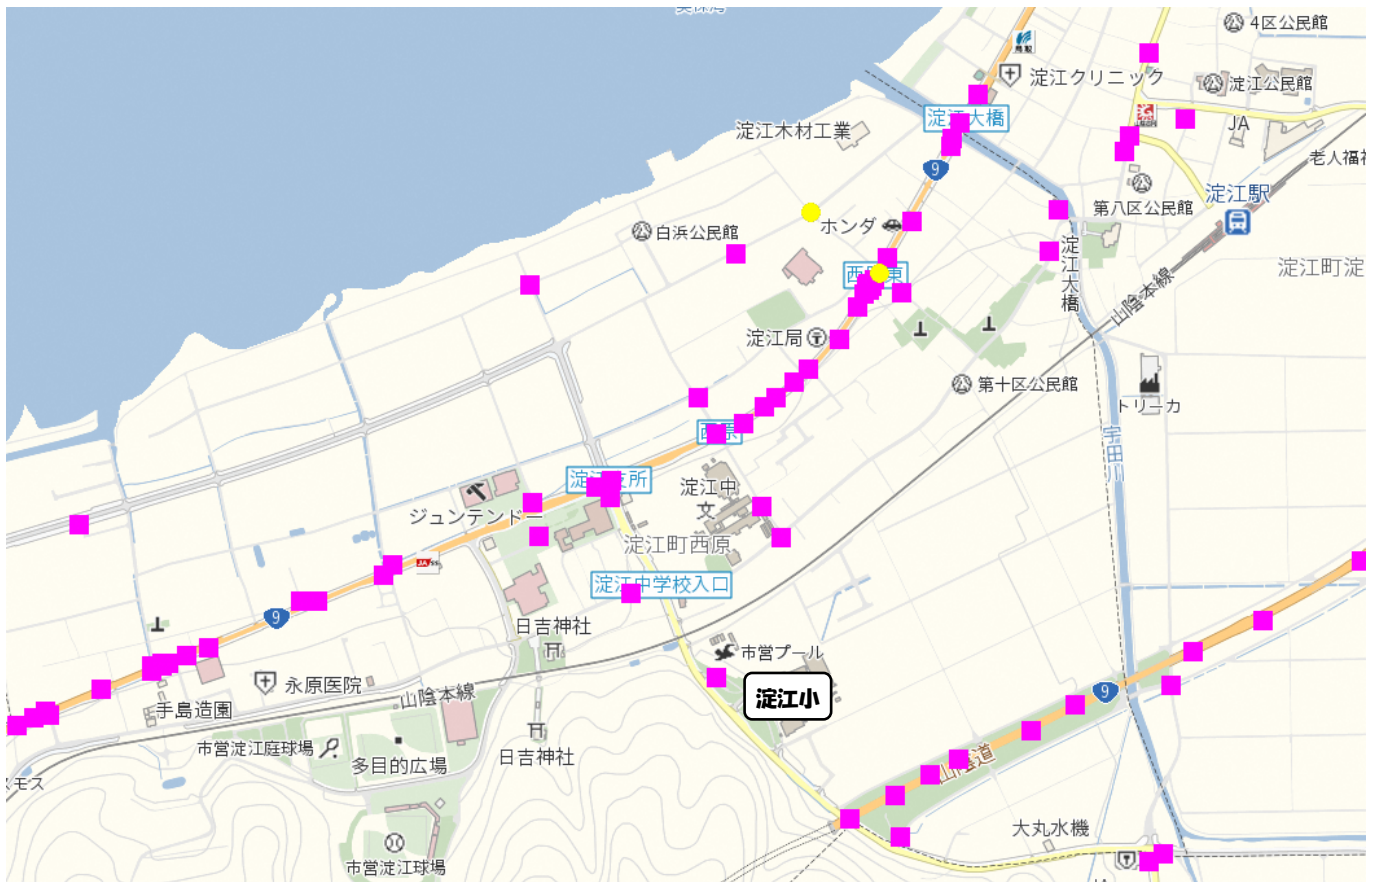 4区公民館
鳥取
淀江クリニック
淀江公民館
淀江大橋
淀江木材工業
JA
老人福祉
9
淀江駅
第八区公民館
白浜公民館
ホンダ
淀江大橋
淀江町淀
山陰本線
淀江局
第十区公民館
トリーカ
宇田川
淀江中
文
ジュンテンドー
淀江町西原
JA-SS
淀江中学校入口
9
日吉神社
市営プール
永原医院
山陰本線
淀江小
9
手島造園
市営淀江庭球場
多目的広場
日吉神社
山陰道
スモス
大丸水機
市営淀江球場